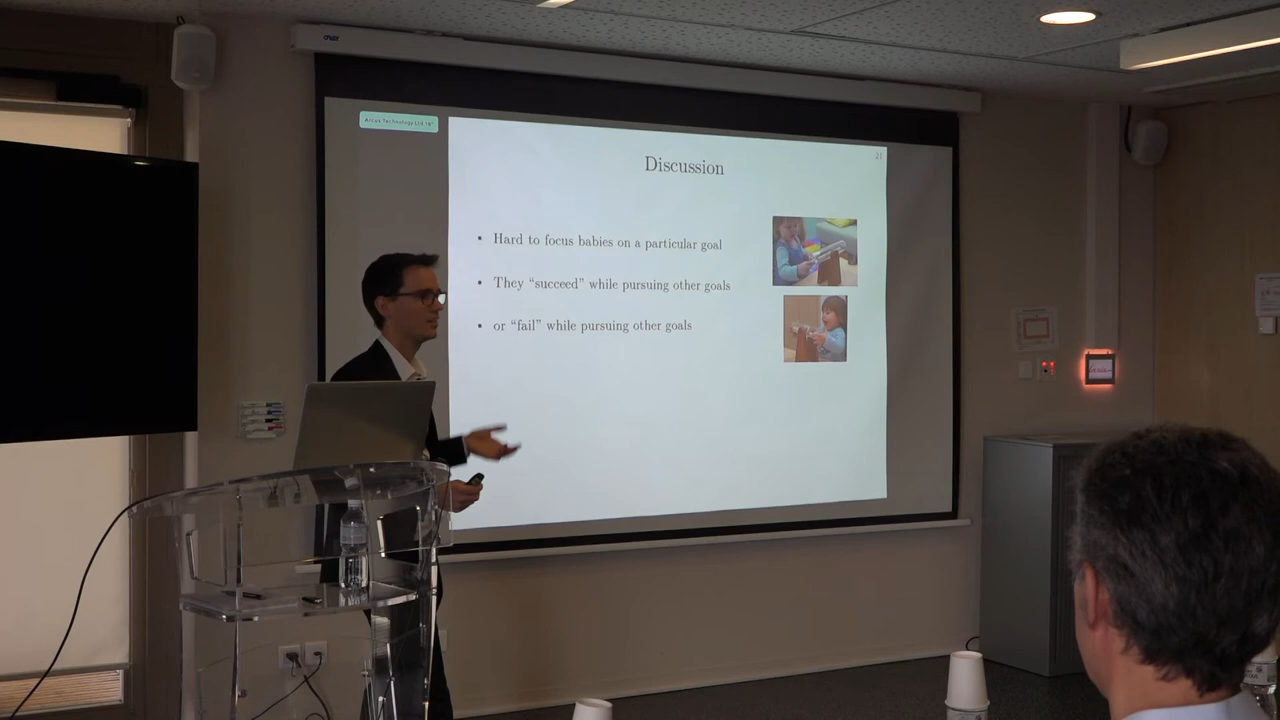 Discussion
21
• Hard to focus babies on a particular goal
• They “succeed” while pursuing other goals
• or “fail” while pursuing other goals